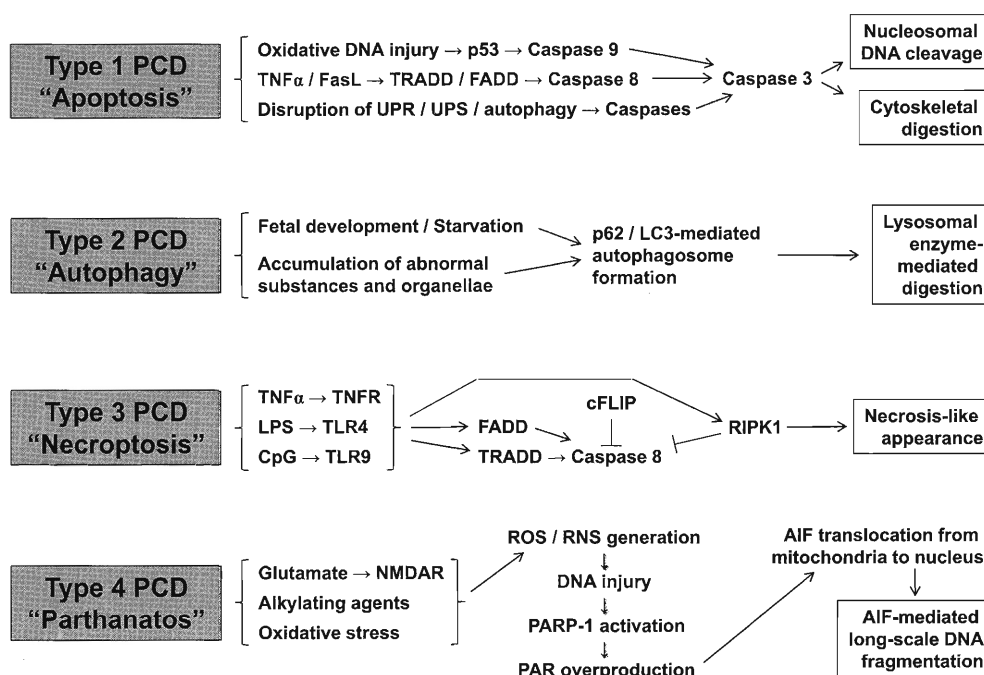 Type 1 PCD
“Apoptosis”
Oxidative DNA injury → p53 → Caspase 9
TNFα / FasL → TRADD / FADD → Caspase 8
Disruption of UPR / UPS / autophagy → Caspases
Caspase 3
Nucleosomal
DNA cleavage
Cytoskeletal
digestion
Type 2 PCD
“Autophagy”
Fetal development / Starvation
Accumulation of abnormal
substances and organellae
p62 / LC3-mediated
autophagosome
formation
Lysosomal
enzyme-
mediated
digestion
Type 3 PCD
“Necroptosis”
TNFα → TNFR
LPS → TLR4
CpG → TLR9
cFLIP
FADD
TRADD → Caspase 8
RIPK1
Necrosis-like
appearance
Type 4 PCD
“Parthanatos”
Glutamate → NMDAR
Alkylating agents
Oxidative stress
ROS / RNS generation
DNA injury
PARP-1 activation
PAR overproduction
AIF translocation from
mitochondria to nucleus
AIF-mediated
long-scale DNA
fragmentation